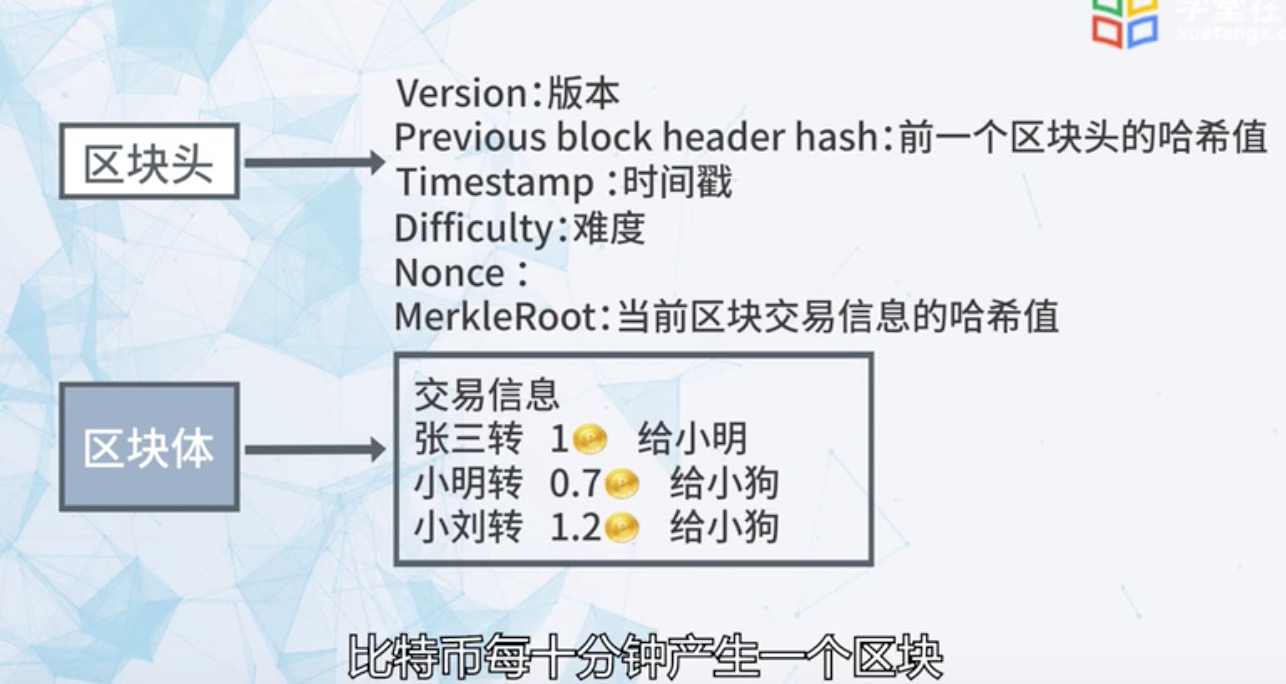 学堂在
xuetangx.c
区块头
Version:版本
Previous block header hash:前一个区块头的哈希值
Timestamp :时间戳
Difficulty:难度
Nonce :
MerkleRoot:当前区块交易信息的哈希值
区块体
交易信息
张三转 1 给小明
小明转 0.7 给小狗
小刘转 1.2 给小狗
比特币每十分钟产生一个区块